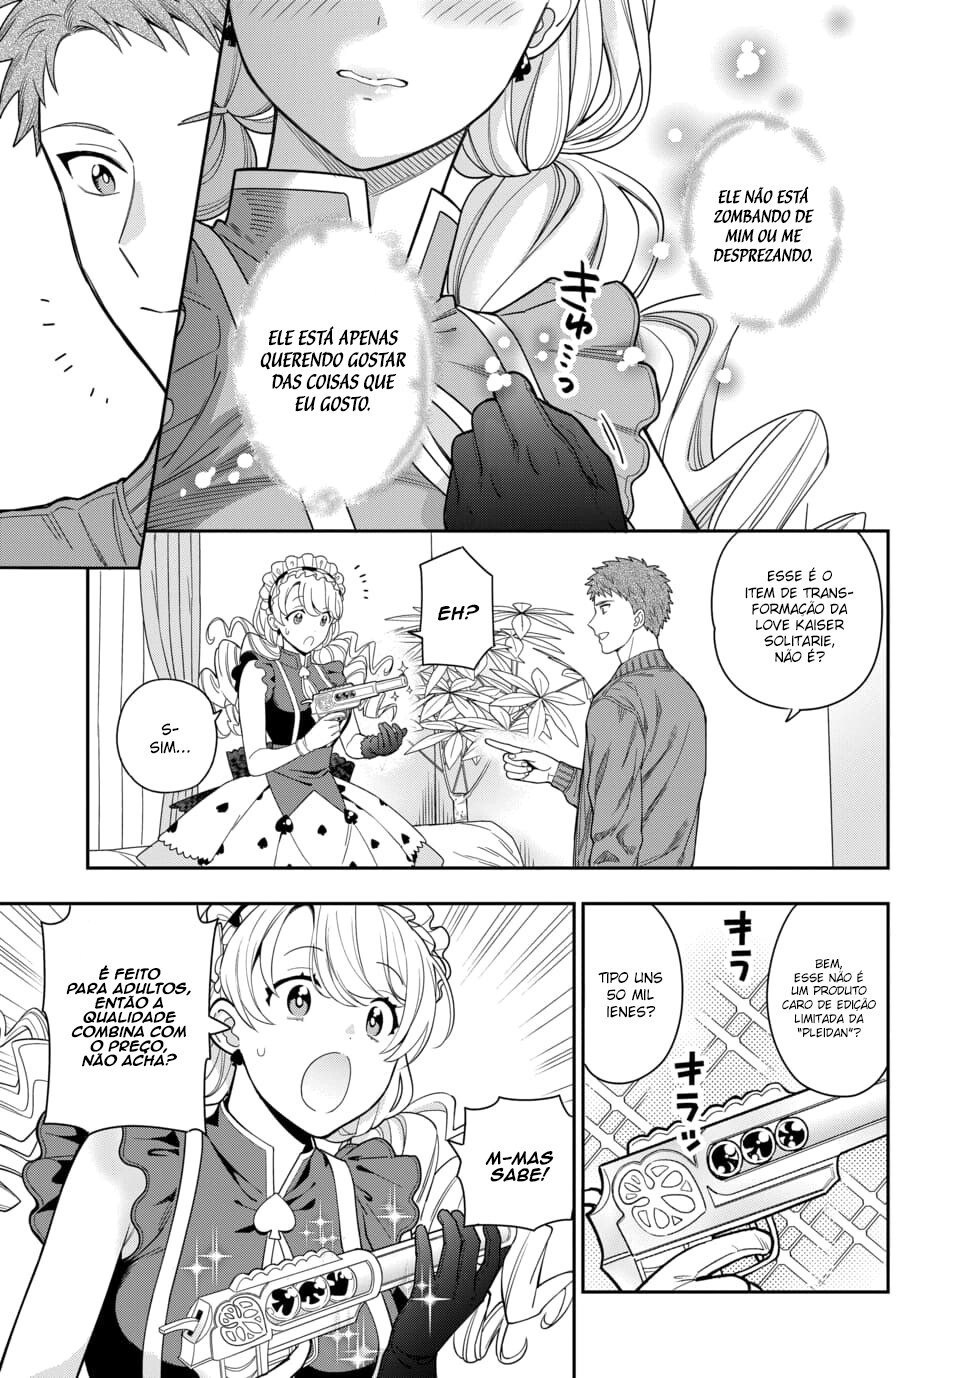 ELE NÃO ESTÁ
ZOMBANDO DE
MIM OU ME
DESPREZANDO.
きゅ…っ
ELE ESTÁ APENAS
QUERENDO GOSTAR
DAS COISAS QUE
EU GOSTO.
ESSE É O
ITEM DE TRANS-
FORMAÇÃO DA
LOVE KAISER
SOLITARIE,
NÃO É?
EH?
S-
SIM...
BEM,
ESSE NÃO É
UM PRODUTO
CARO DE EDIÇÃO
LIMITADA DA
"PLEIDAN"?
キラ
キラッ
TIPO UNS
50 MIL
IENES?
M-MAS
SABE!
É FEITO
PARA ADULTOS,
ENTÃO A
QUALIDADE
COMBINA COM
O PREÇO,
NÃO ACHA?